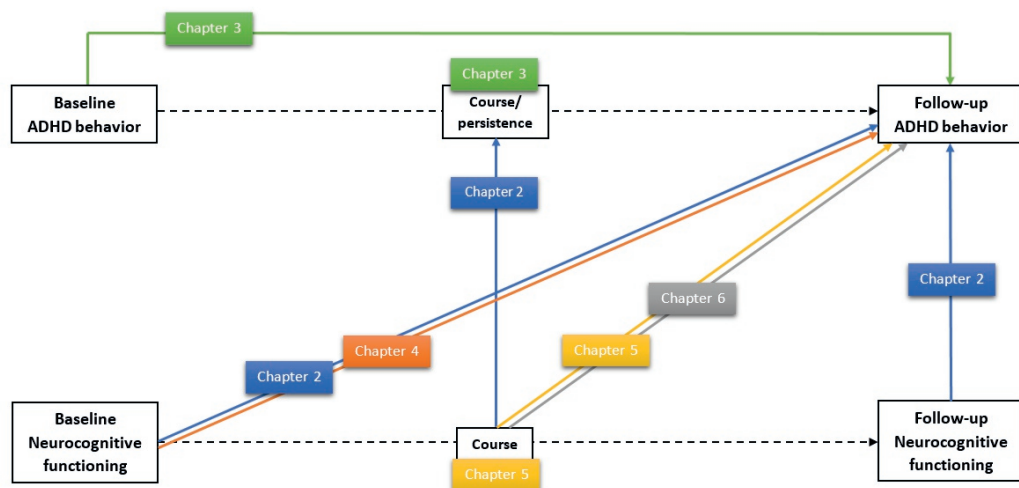 Chapter 3
Chapter 3
Baseline
ADHD behavior
Course/
persistence
Follow-up
ADHD behavior
Chapter 2
Chapter 2
Chapter 6
Chapter 5
Chapter 4
Chapter 2
Baseline
Neurocognitive
functioning
Course
Chapter 5
Follow-up
Neurocognitive
functioning